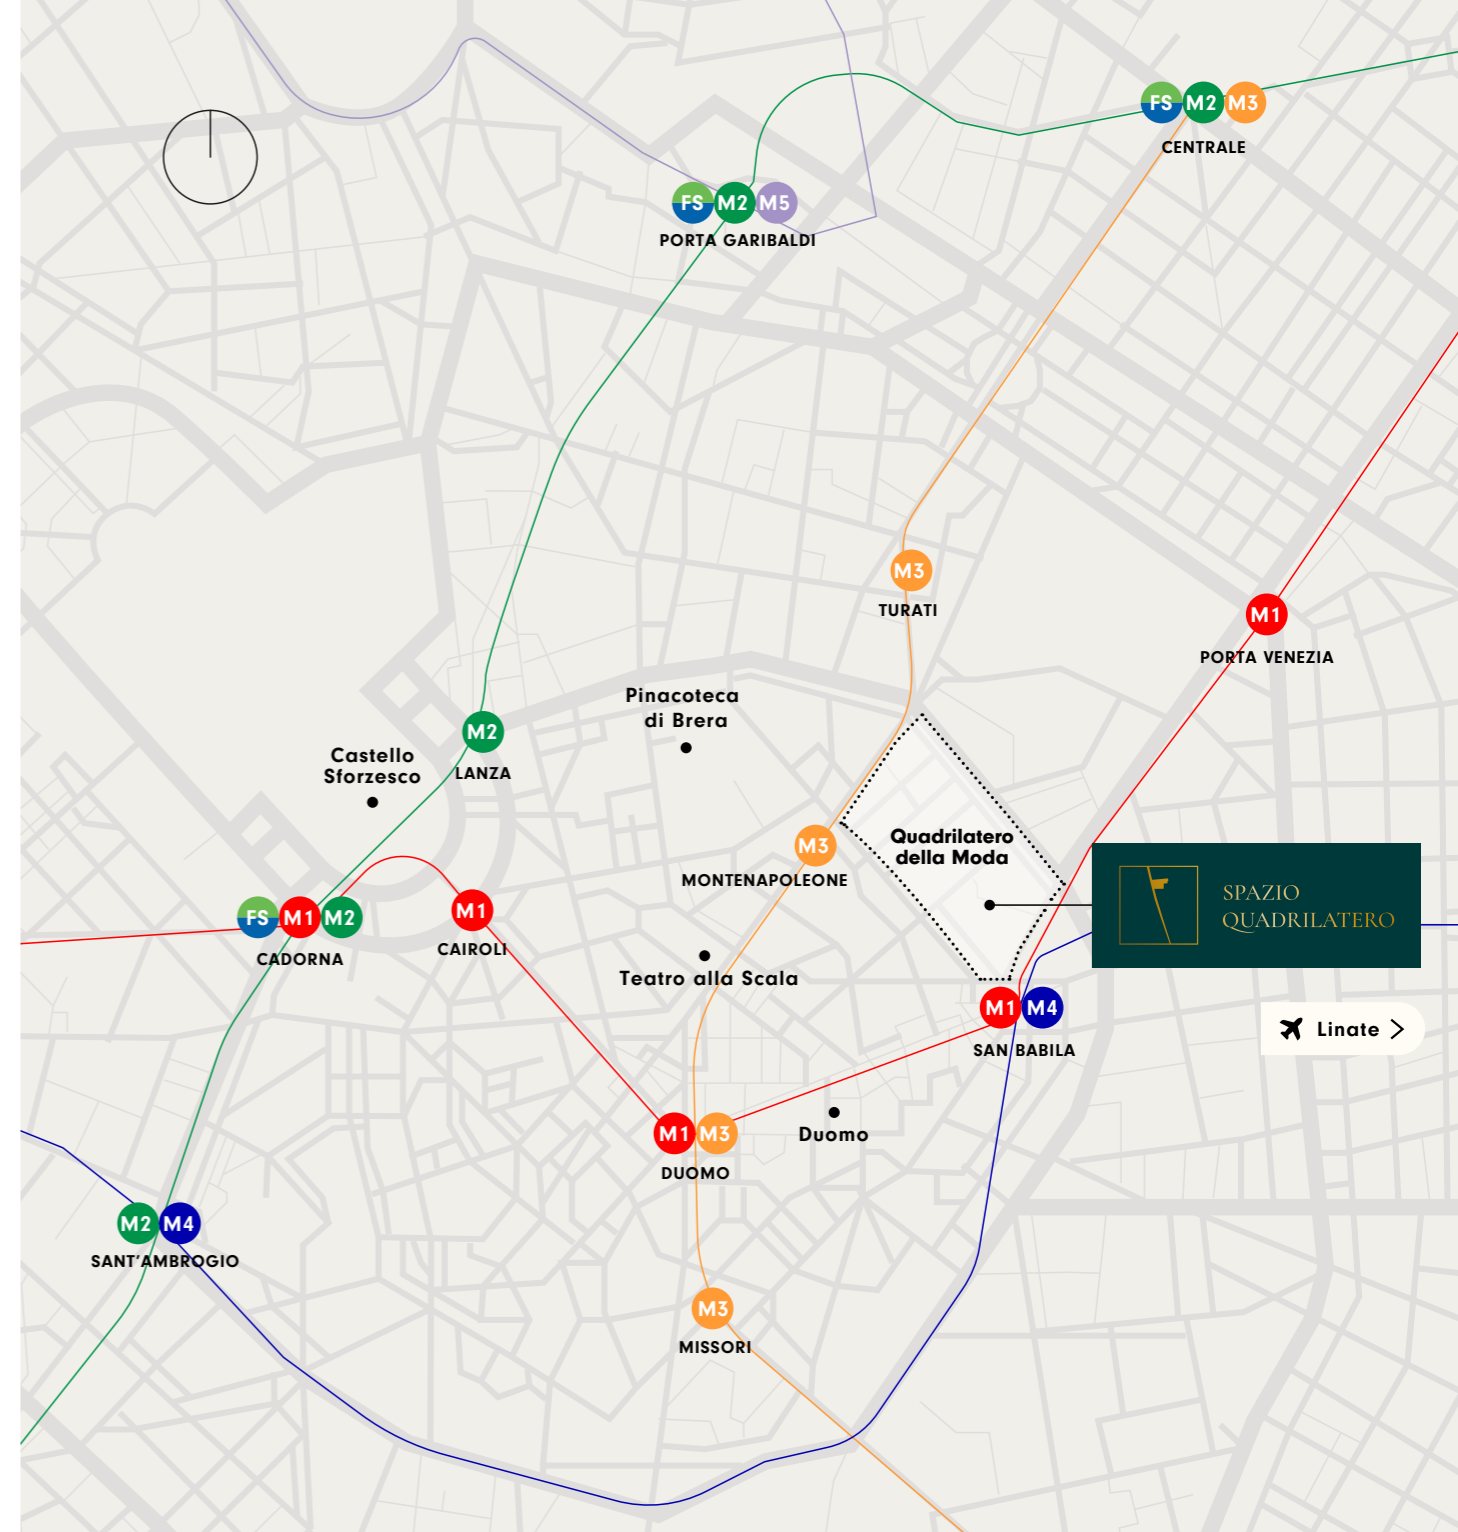 FS M2 M3
CENTRALE
FS M2 M5
PORTA GARIBALDI
M3
TURATI
M1
PORTA VENEZIA
Pinacoteca
di Brera
M2
LANZA
Castello
Sforzesco
Quadrilatero
della Moda
M3
MONTENAPOLEONE
SPAZIO
QUADRILATERO
FS M1 M2
CADORNA
M1
CAIROLI
Teatro alla Scala
M1 M4
SAN BABILA
Linate
M1 M3
DUOMO
Duomo
M2 M4
SANT'AMBROGIO
M3
MISSORI